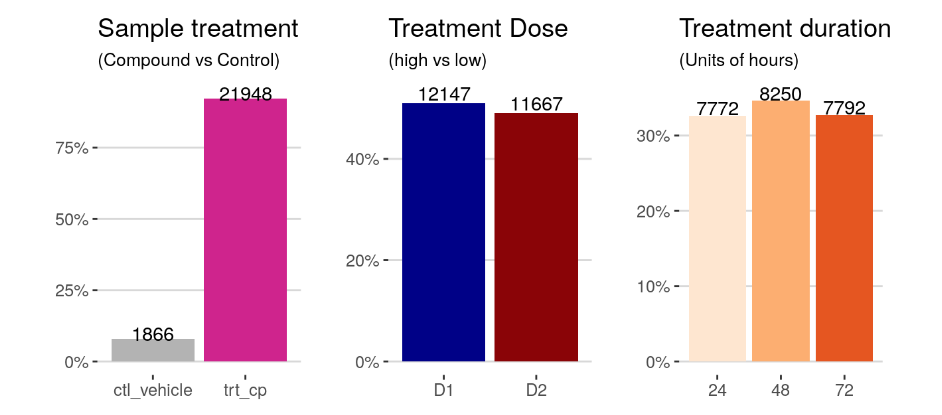 Sample treatment
(Compound vs Control)
21948
75%
50%
25%
1866
0%
ctl_vehicle trt_cp
Treatment Dose
(high vs low)
12147
11667
40%
20%
0%
D1 D2
Treatment duration
(Units of hours)
7772 8250 7792
30%
20%
10%
0%
24 48 72